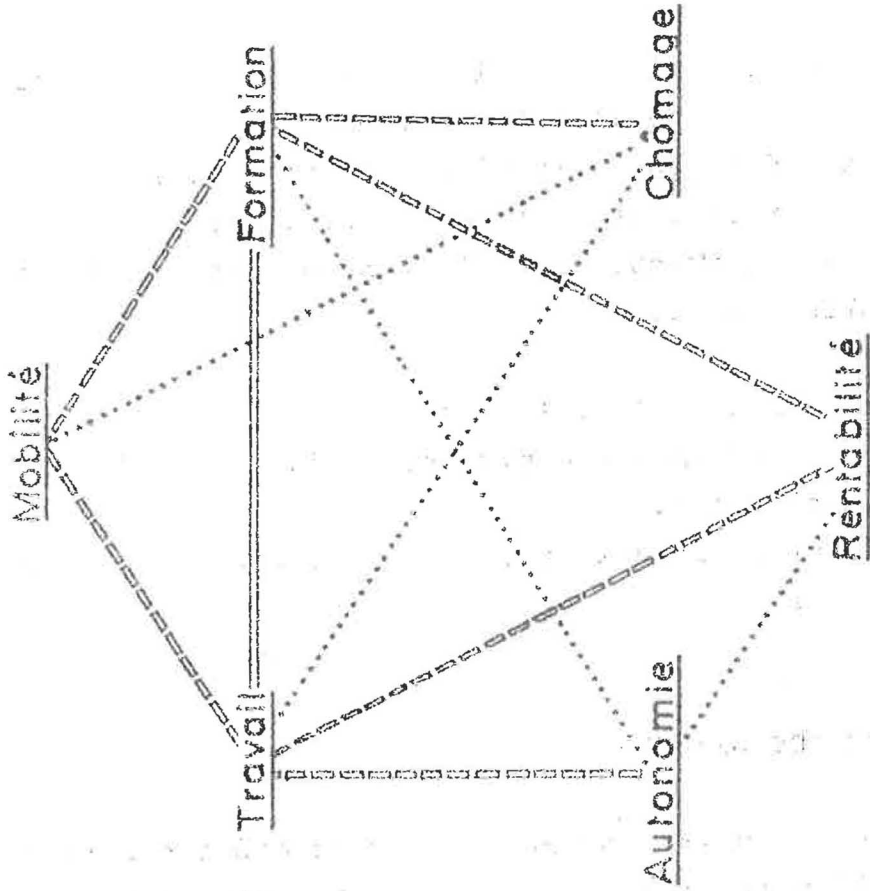 Mobilité
Travail
Formation
Autonomie
Chomage
Rentabilité